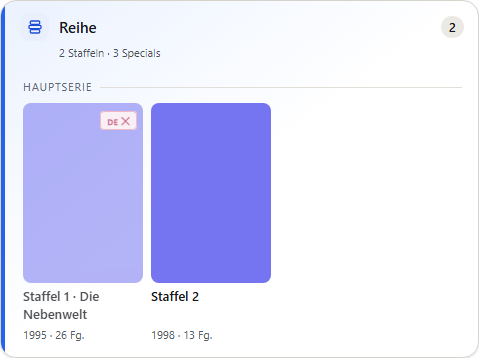 Reihe
2
2 Staffeln · 3 Specials
HAUPTSERIE
DE
Staffel 1 · Die
Nebenwelt
1995 · 26 Fg.
Staffel 2
1998 · 13 Fg.